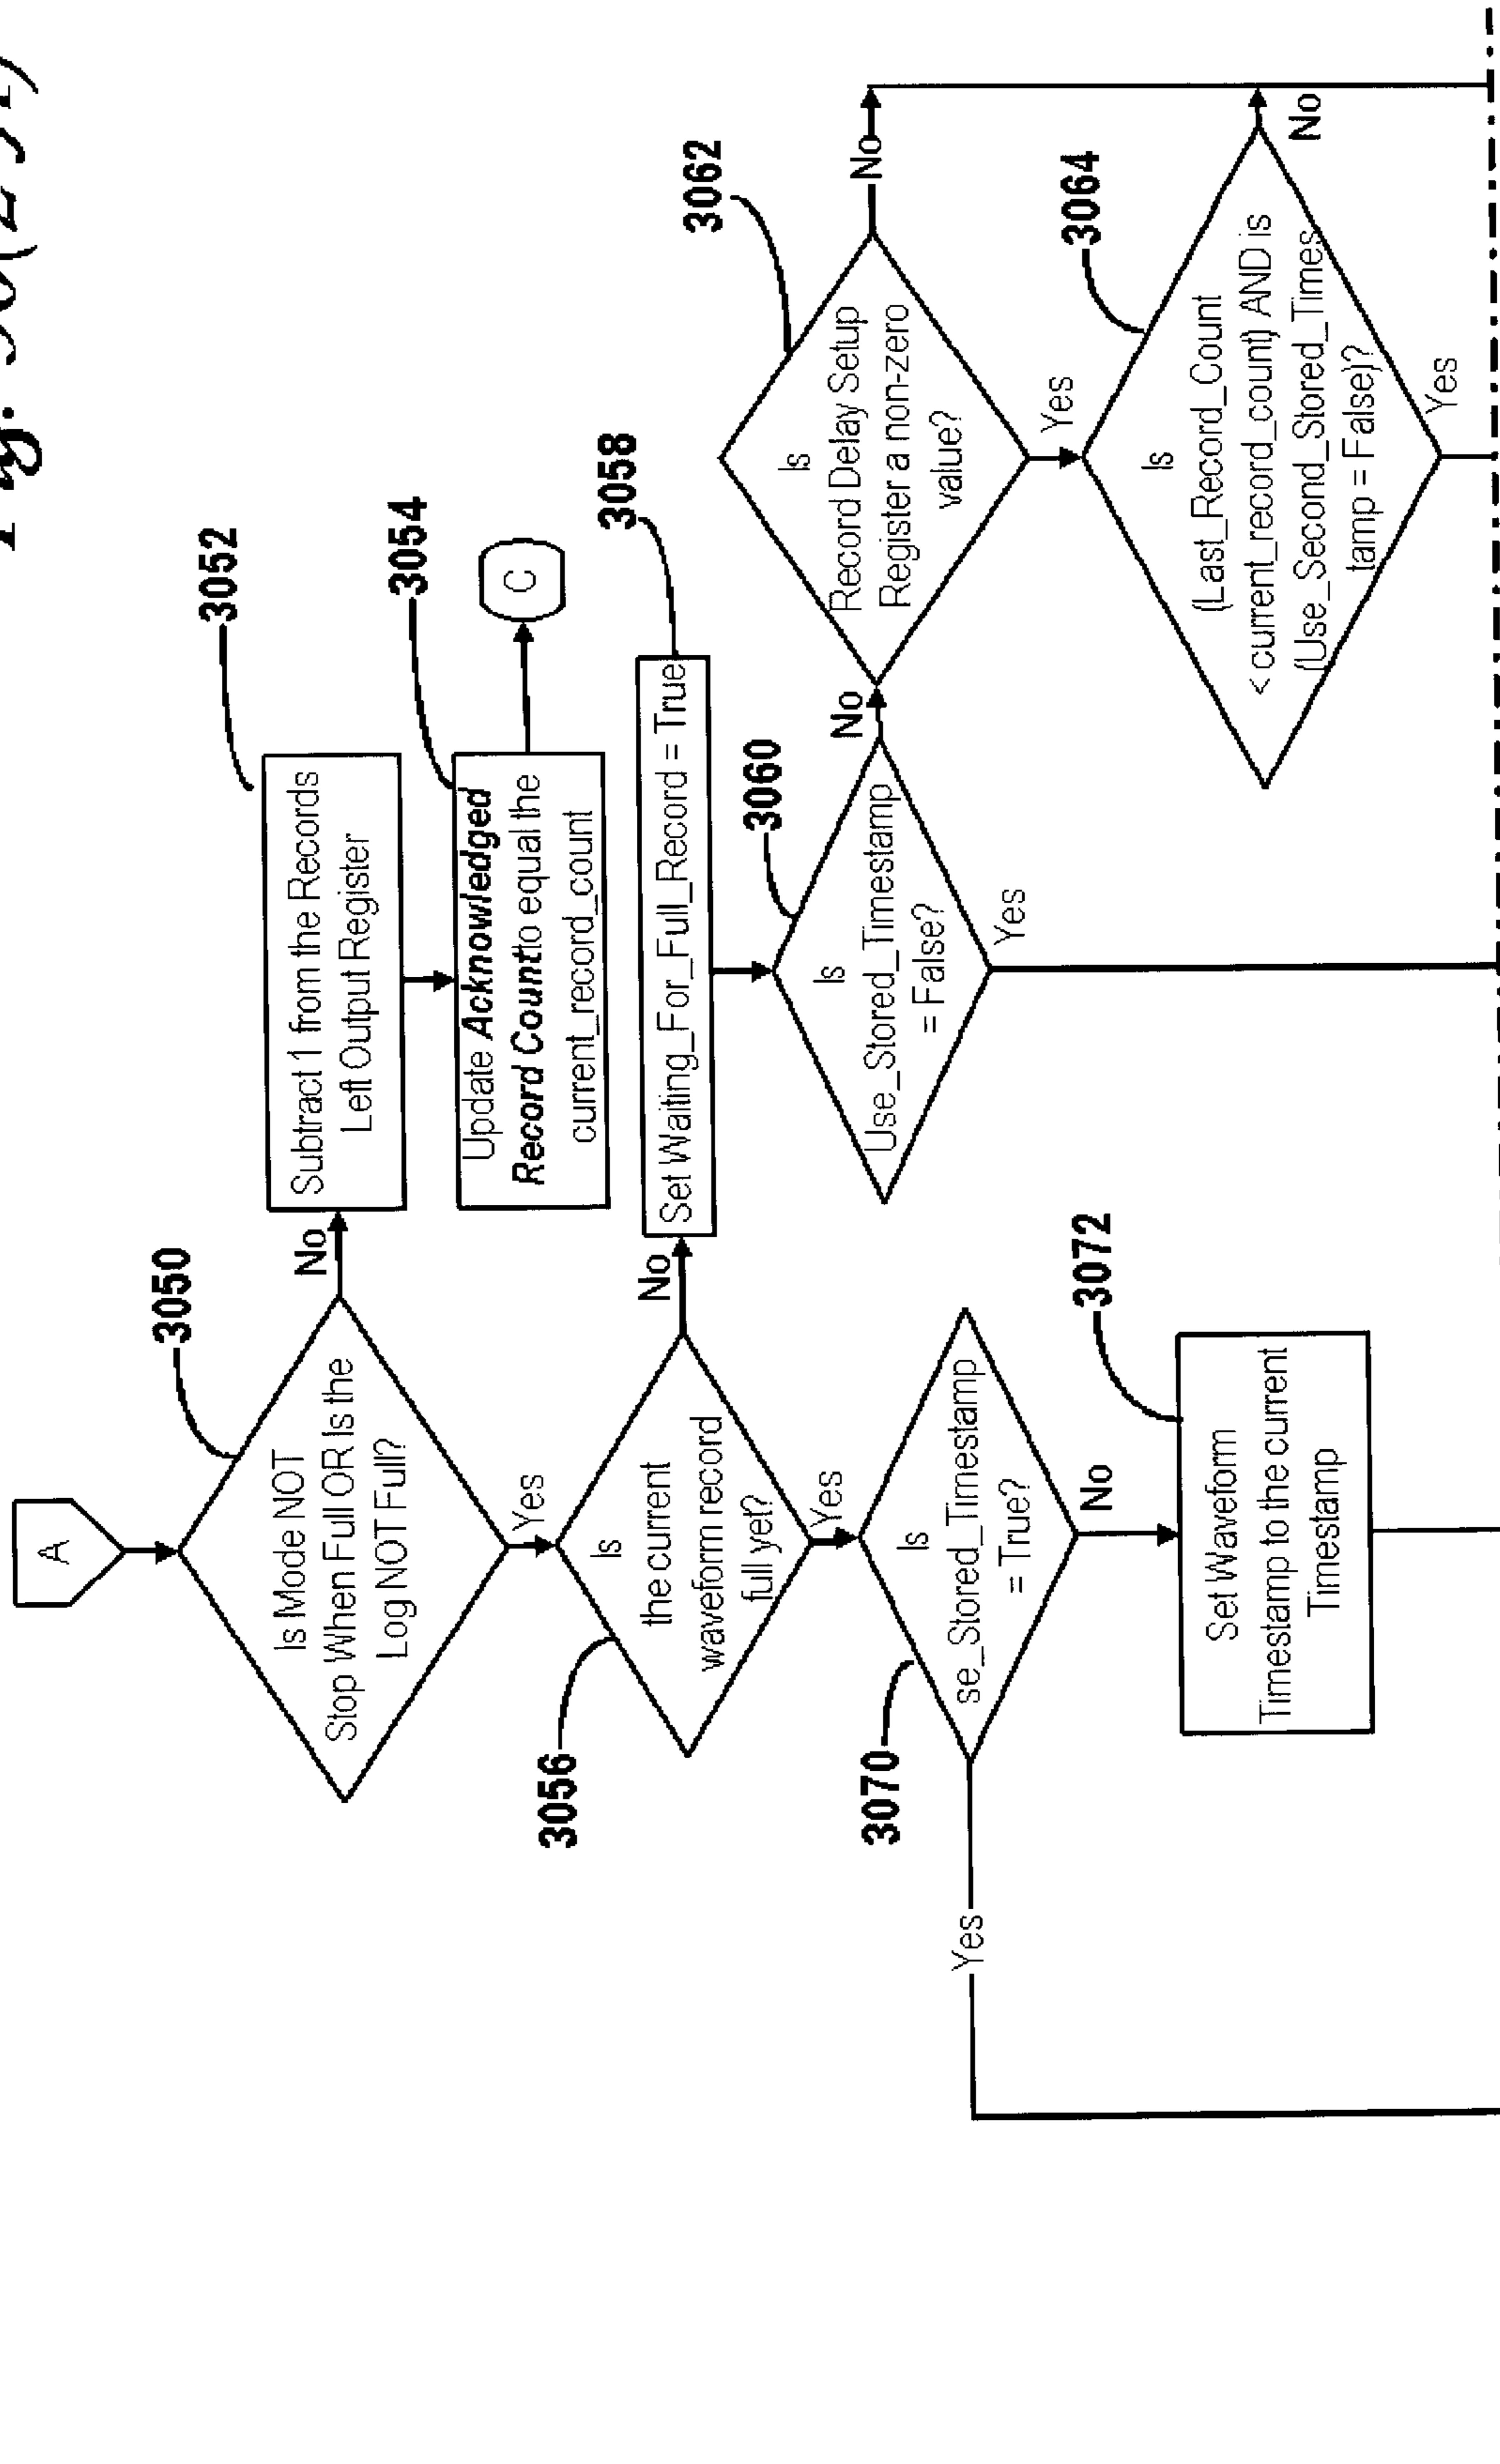 A
3050
Is Mode NOT
Stop When Full OR Is the
Log NOT Full?
No
3052
Subtract 1 from the Records
Left Output Register
3054
Update Acknowledged
Record Countto equal the
current_record_count
C
Yes
3056
Is
the current
waveform record
full yet?
No
3058
Set Waiting_For_Full_Record = True
3060
Is
Use_Stored_Timestamp
= False?
No
Yes
3062
Is
Record Delay Setup
Register a non-zero
value?
No
Yes
3064
Is
(Last_Record_Count
< current_record_count) AND is
(Use_Second_Stored_Times
tamp = False)?
No
Yes
Yes
3070
Is
se_Stored_Timestamp
= True?
Yes
No
3072
Set Waveform
Timestamp to the current
Timestamp